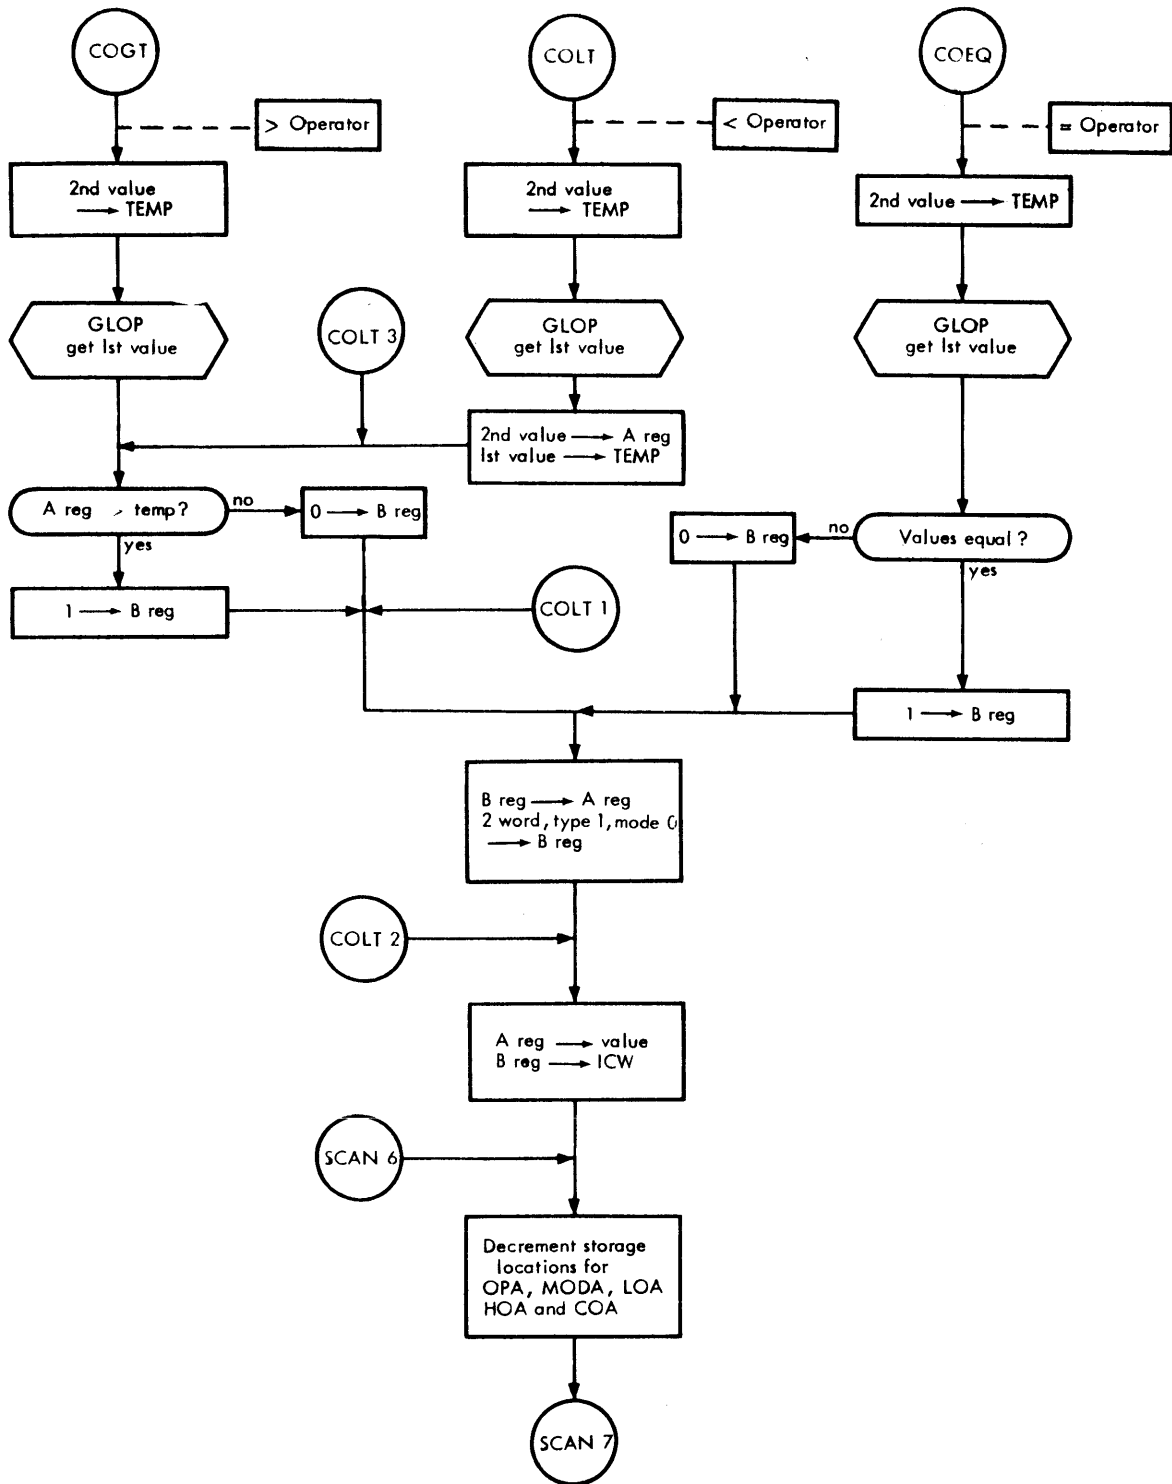 COGT
COLT
COEQ
> Operator
< Operator
= Operator
2nd value
→ TEMP
2nd value
→ TEMP
2nd value → TEMP
GLOP
get 1st value
COLT 3
GLOP
get 1st value
GLOP
get 1st value
2nd value → A reg
1st value → TEMP
A reg > temp?
no
0 → B reg
yes
0 → B reg
no
Values equal?
yes
1 → B reg
COLT 1
1 → B reg
B reg → A reg
2 word, type 1, mode 0
→ B reg
COLT 2
A reg → value
B reg → ICW
SCAN 6
Decrement storage
locations for
OPA, MODA, LOA
HOA and COA
SCAN 7